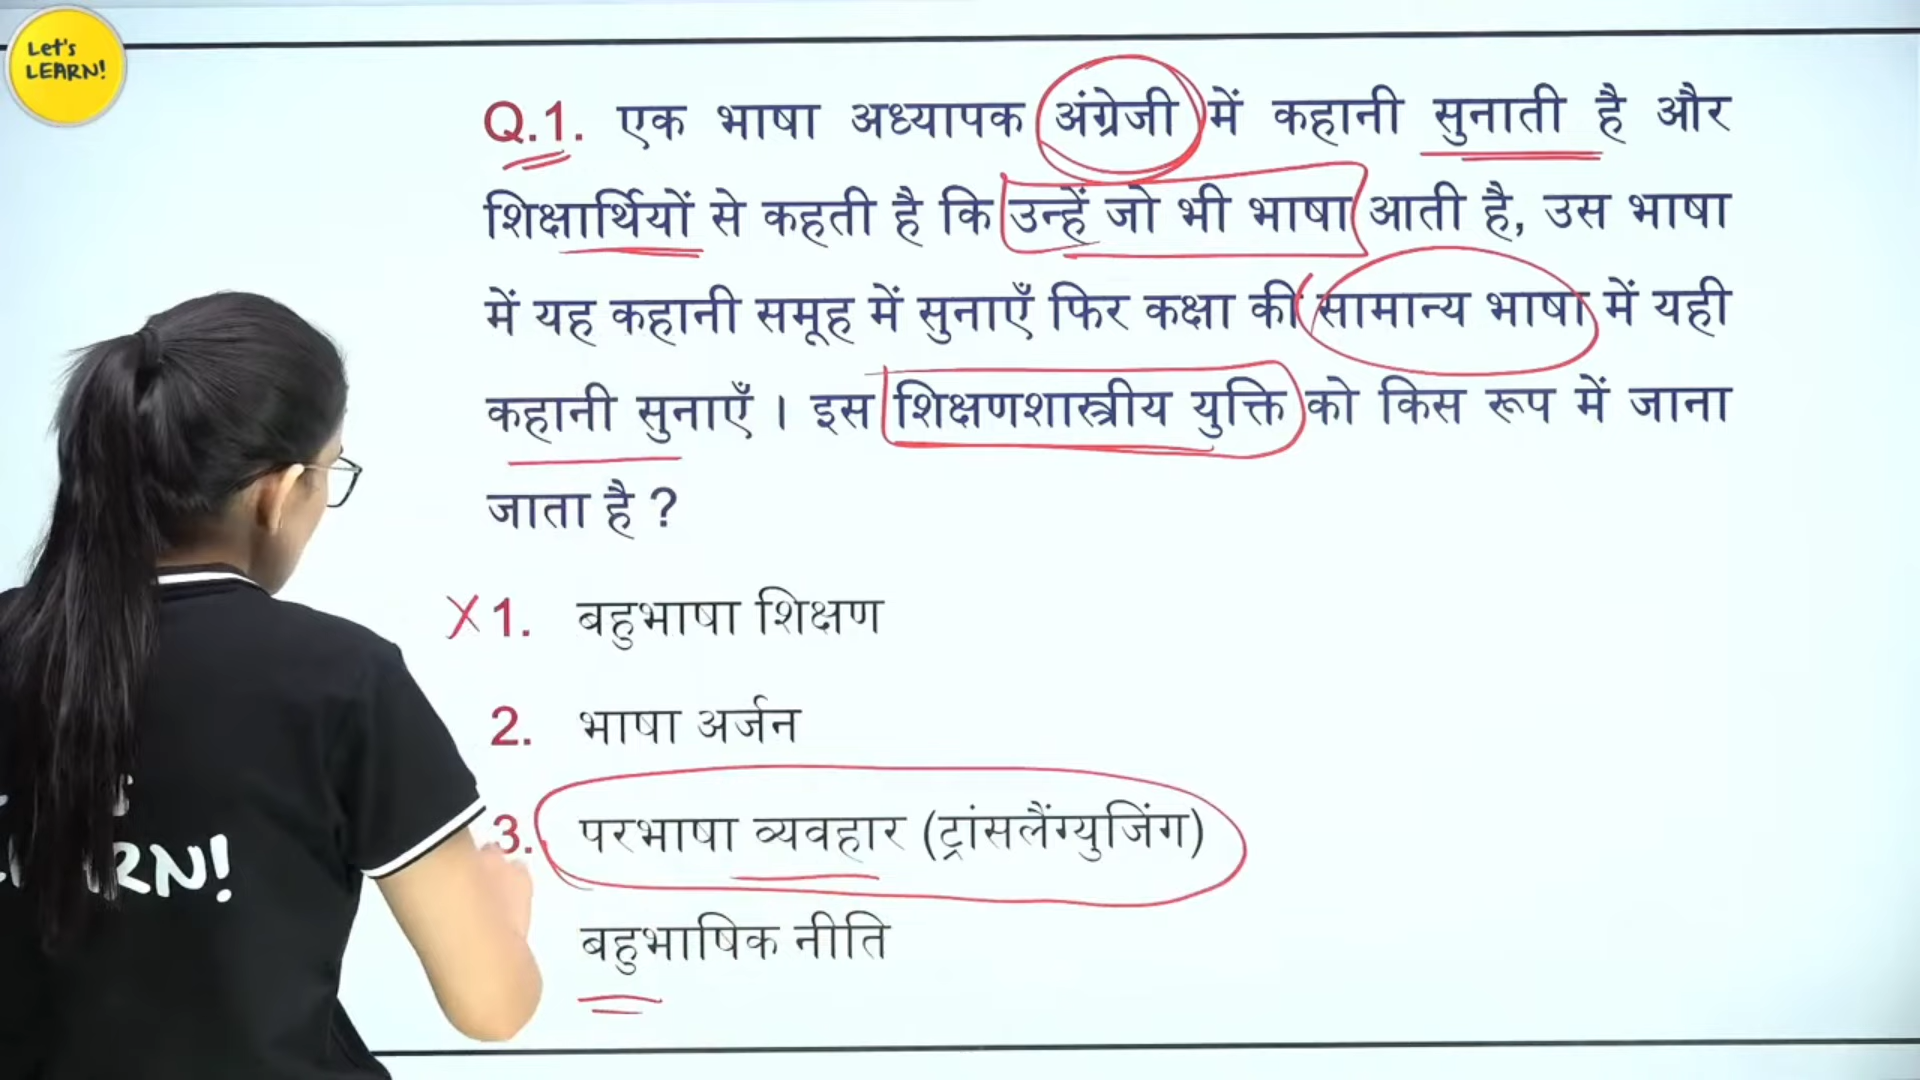 Let's
LEARN!
Q.1. एक भाषा अध्यापक अंग्रेजी में कहानी सुनाती है और
शिक्षार्थियों से कहती है कि उन्हें जो भी भाषा आती है, उस भाषा
में यह कहानी समूह में सुनाएँ फिर कक्षा की सामान्य भाषा में यही
कहानी सुनाएँ । इस शिक्षणशास्त्रीय युक्ति को किस रूप में जाना
जाता है ?
X 1. बहुभाषा शिक्षण
2. भाषा अर्जन
3. परभाषा व्यवहार (ट्रांसलैंग्युजिंग)
बहुभाषिक नीति